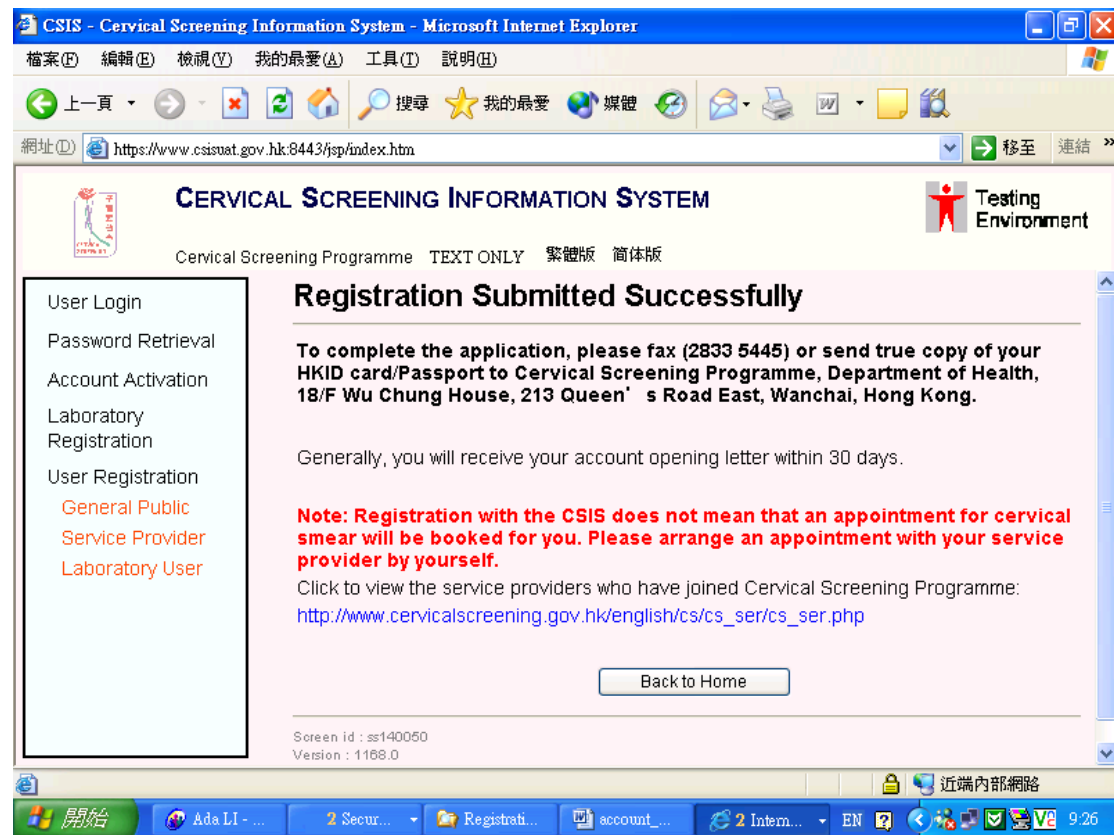 CSIS - Cervical Screening Information System - Microsoft Internet Explorer
檔案(F) 編輯(E) 檢視(V) 我的最愛(A) 工具(T) 說明(H)
上一頁 搜尋 我的最愛 媒體
網址(D) https://www.csisuat.gov.hk:8443/jsp/index.htm 移至 連結 »
CERVICAL SCREENING INFORMATION SYSTEM
Testing
Environment
Cervical Screening Programme TEXT ONLY 繁體版 简体版
User Login
Password Retrieval
Account Activation
Laboratory
Registration
User Registration
General Public
Service Provider
Laboratory User
Registration Submitted Successfully
To complete the application, please fax (2833 5445) or send true copy of your
HKID card/Passport to Cervical Screening Programme, Department of Health,
18/F Wu Chung House, 213 Queen’ s Road East, Wanchai, Hong Kong.
Generally, you will receive your account opening letter within 30 days.
Note: Registration with the CSIS does not mean that an appointment for cervical
smear will be booked for you. Please arrange an appointment with your service
provider by yourself.
Click to view the service providers who have joined Cervical Screening Programme:
http://www.cervicalscreening.gov.hk/english/cs/cs_ser/cs_ser.php
Back to Home
Screen id : ss140050
Version : 1168.0
近端內部網路
開始 Ada LI - ... 2 Secur... Registrati... account_... 2 Intern... EN 9:26